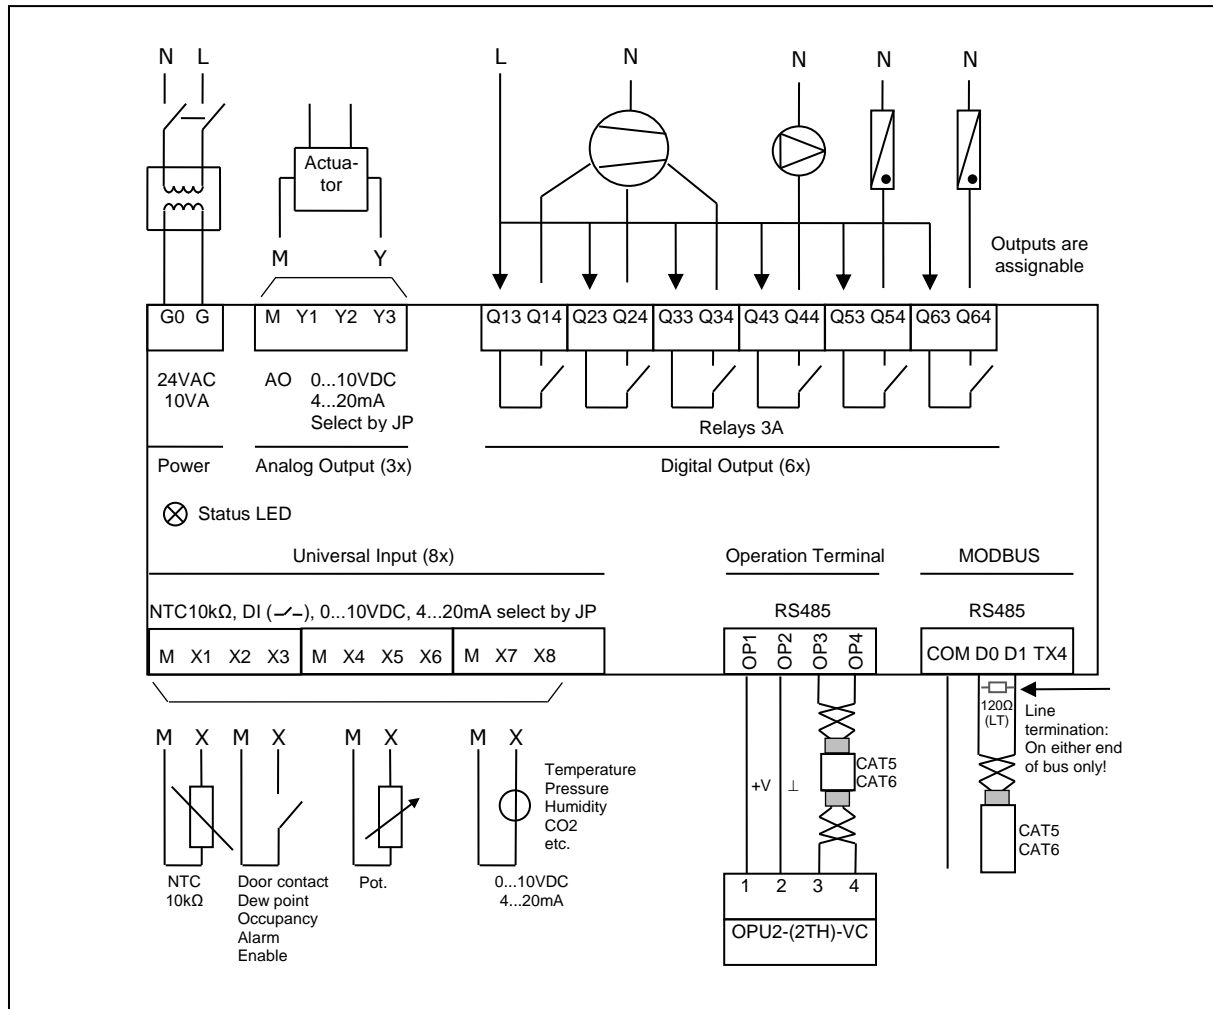 N L L N N N N
Actua-
tor
M Y
Outputs are
assignable
G0 G M Y1 Y2 Y3 Q13 Q14 Q23 Q24 Q33 Q34 Q43 Q44 Q53 Q54 Q63 Q64
24VAC
10VA
AO 0...10VDC
4...20mA
Select by JP
Relays 3A
Power Analog Output (3x) Digital Output (6x)
Status LED
Universal Input (8x) Operation Terminal MODBUS
NTC10kΩ, DI ( ), 0...10VDC, 4...20mA select by JP RS485 RS485
M X1 X2 X3 M X4 X5 X6 M X7 X8 OP1 OP2 OP3 OP4 COM D0 D1 TX4
120Ω
(LT)
Line
termination:
On either end
of bus only!
M X M X M X M X
Temperature
Pressure
Humidity
CO2
etc.
+V ⊥
CAT5
CAT6
CAT5
CAT6
NTC
10kΩ
Door contact
Dew point
Occupancy
Alarm
Enable
Pot.
0...10VDC
4...20mA
1 2 3 4
OPU2-(2TH)-VC